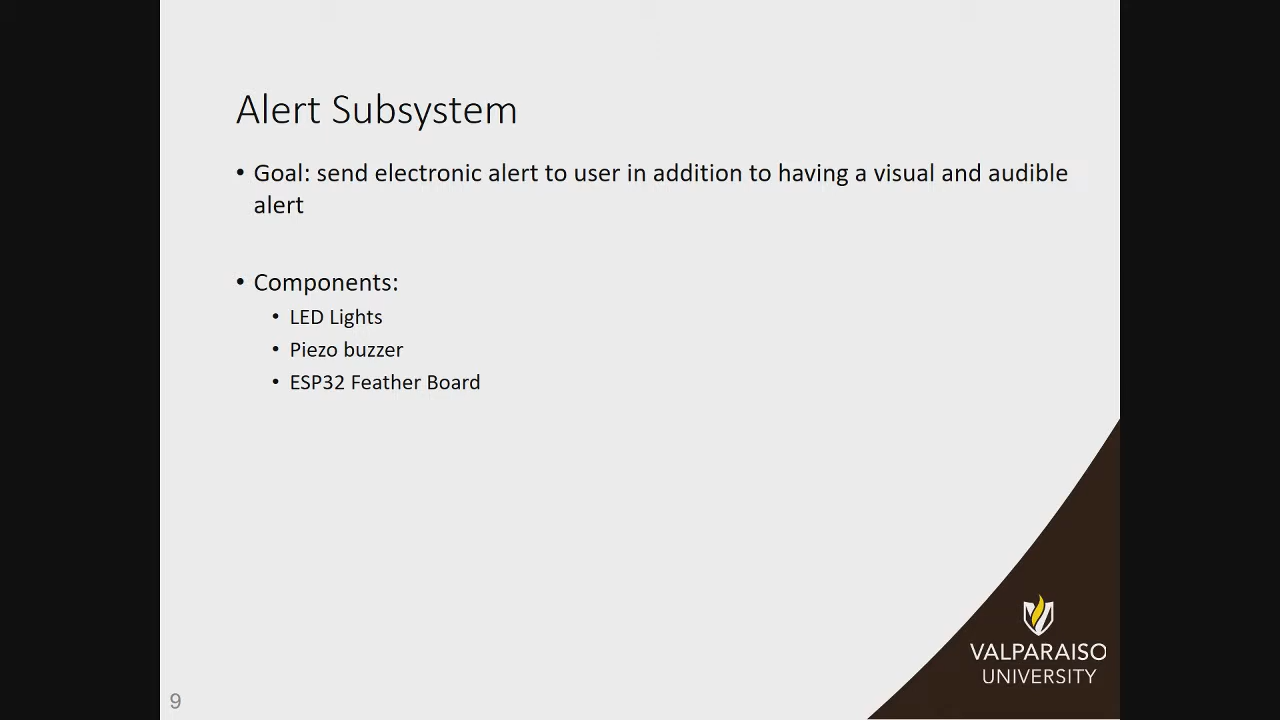 Alert Subsystem
• Goal: send electronic alert to user in addition to having a visual and audible
alert
• Components:
• LED Lights
• Piezo buzzer
• ESP32 Feather Board
VALPARAISO
UNIVERSITY
9